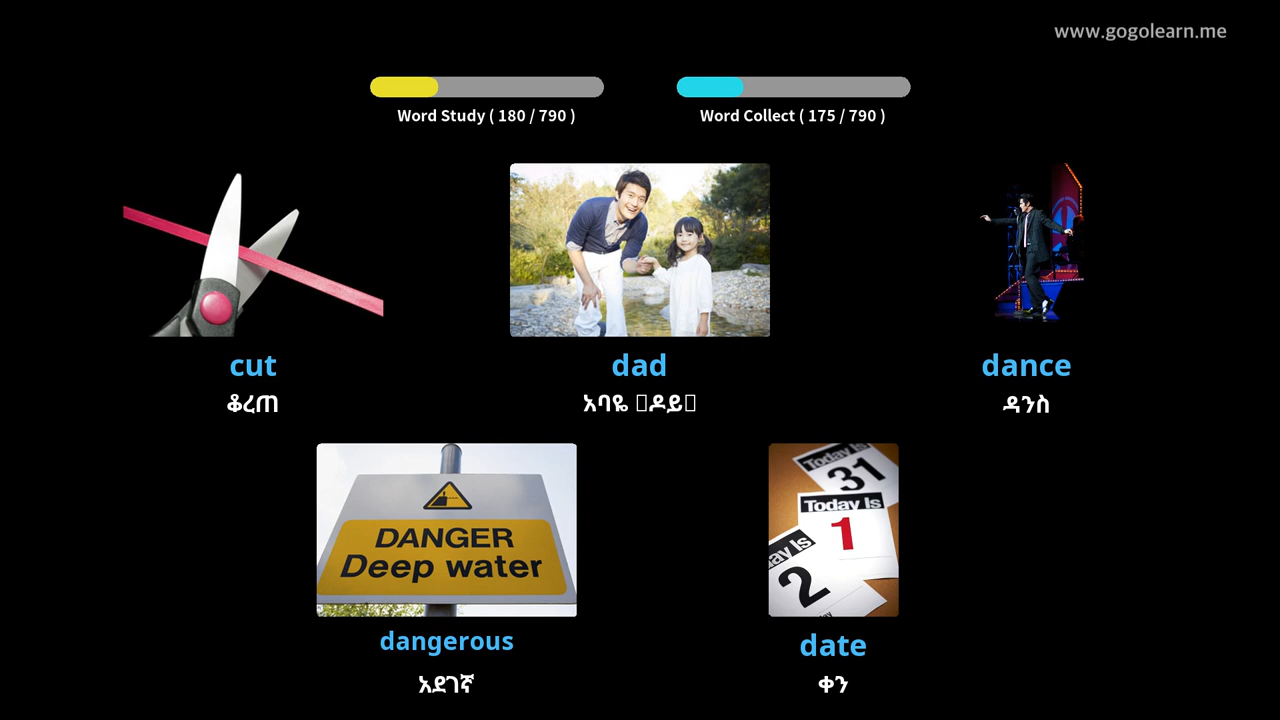 www.gogolearn.me
Word Study ( 180 / 790 )
Word Collect ( 175 / 790 )
cut
ቆረጠ
dad
አባዬ ዶይ
dance
ዳንስ
DANGER
Deep water
dangerous
አደገኛ
Today Is
31
Today Is
1
ay Is
2
date
ቀን